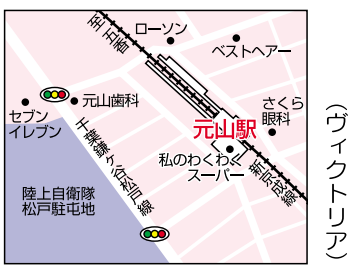 至五香
ローソン
ベストヘアー
元山歯科
セブン
イレブン
さくら
眼科
元山駅
私のわくわく
スーパー
新京成線
千葉鎌ヶ谷松戸線
陸上自衛隊
松戸駐屯地
(ヴィクトリア)